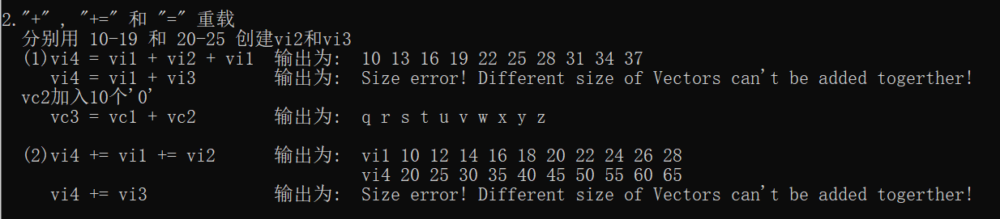 2."+" , "+=" 和 "=" 重载
分别用 10-19 和 20-25 创建vi2和vi3
(1)vi4 = vi1 + vi2 + vi1 输出为: 10 13 16 19 22 25 28 31 34 37
vi4 = vi1 + vi3 输出为: Size error! Different size of Vectors can't be added togerther!
vc2加入10个'0'
vc3 = vc1 + vc2 输出为: q r s t u v w x y z
(2)vi4 += vi1 += vi2 输出为: vi1 10 12 14 16 18 20 22 24 26 28
vi4 20 25 30 35 40 45 50 55 60 65
vi4 += vi3 输出为: Size error! Different size of Vectors can't be added togerther!